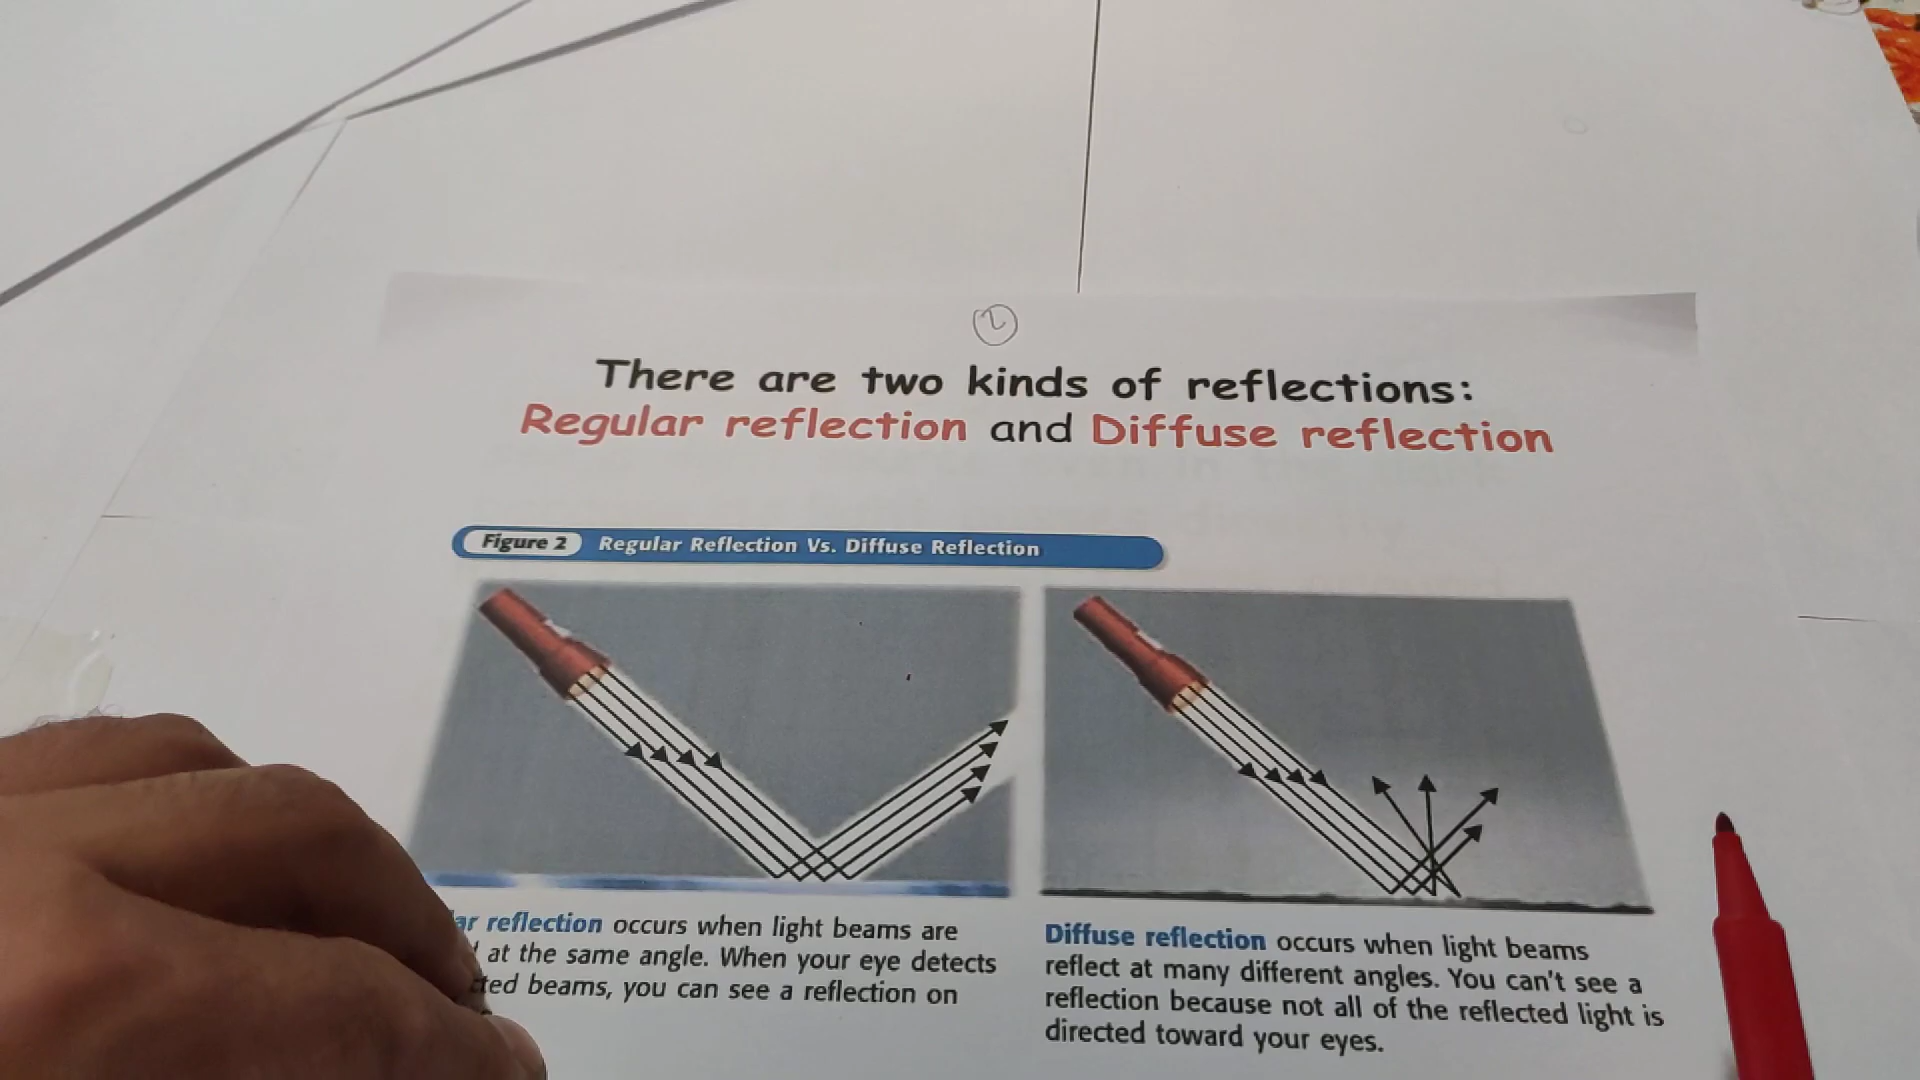 2
There are two kinds of reflections:
Regular reflection and Diffuse reflection
Figure 2 Regular Reflection Vs. Diffuse Reflection
reflection occurs when light beams are
at the same angle. When your eye detects
beams, you can see a reflection on
Diffuse reflection occurs when light beams
reflect at many different angles. You can't see a
reflection because not all of the reflected light is
directed toward your eyes.